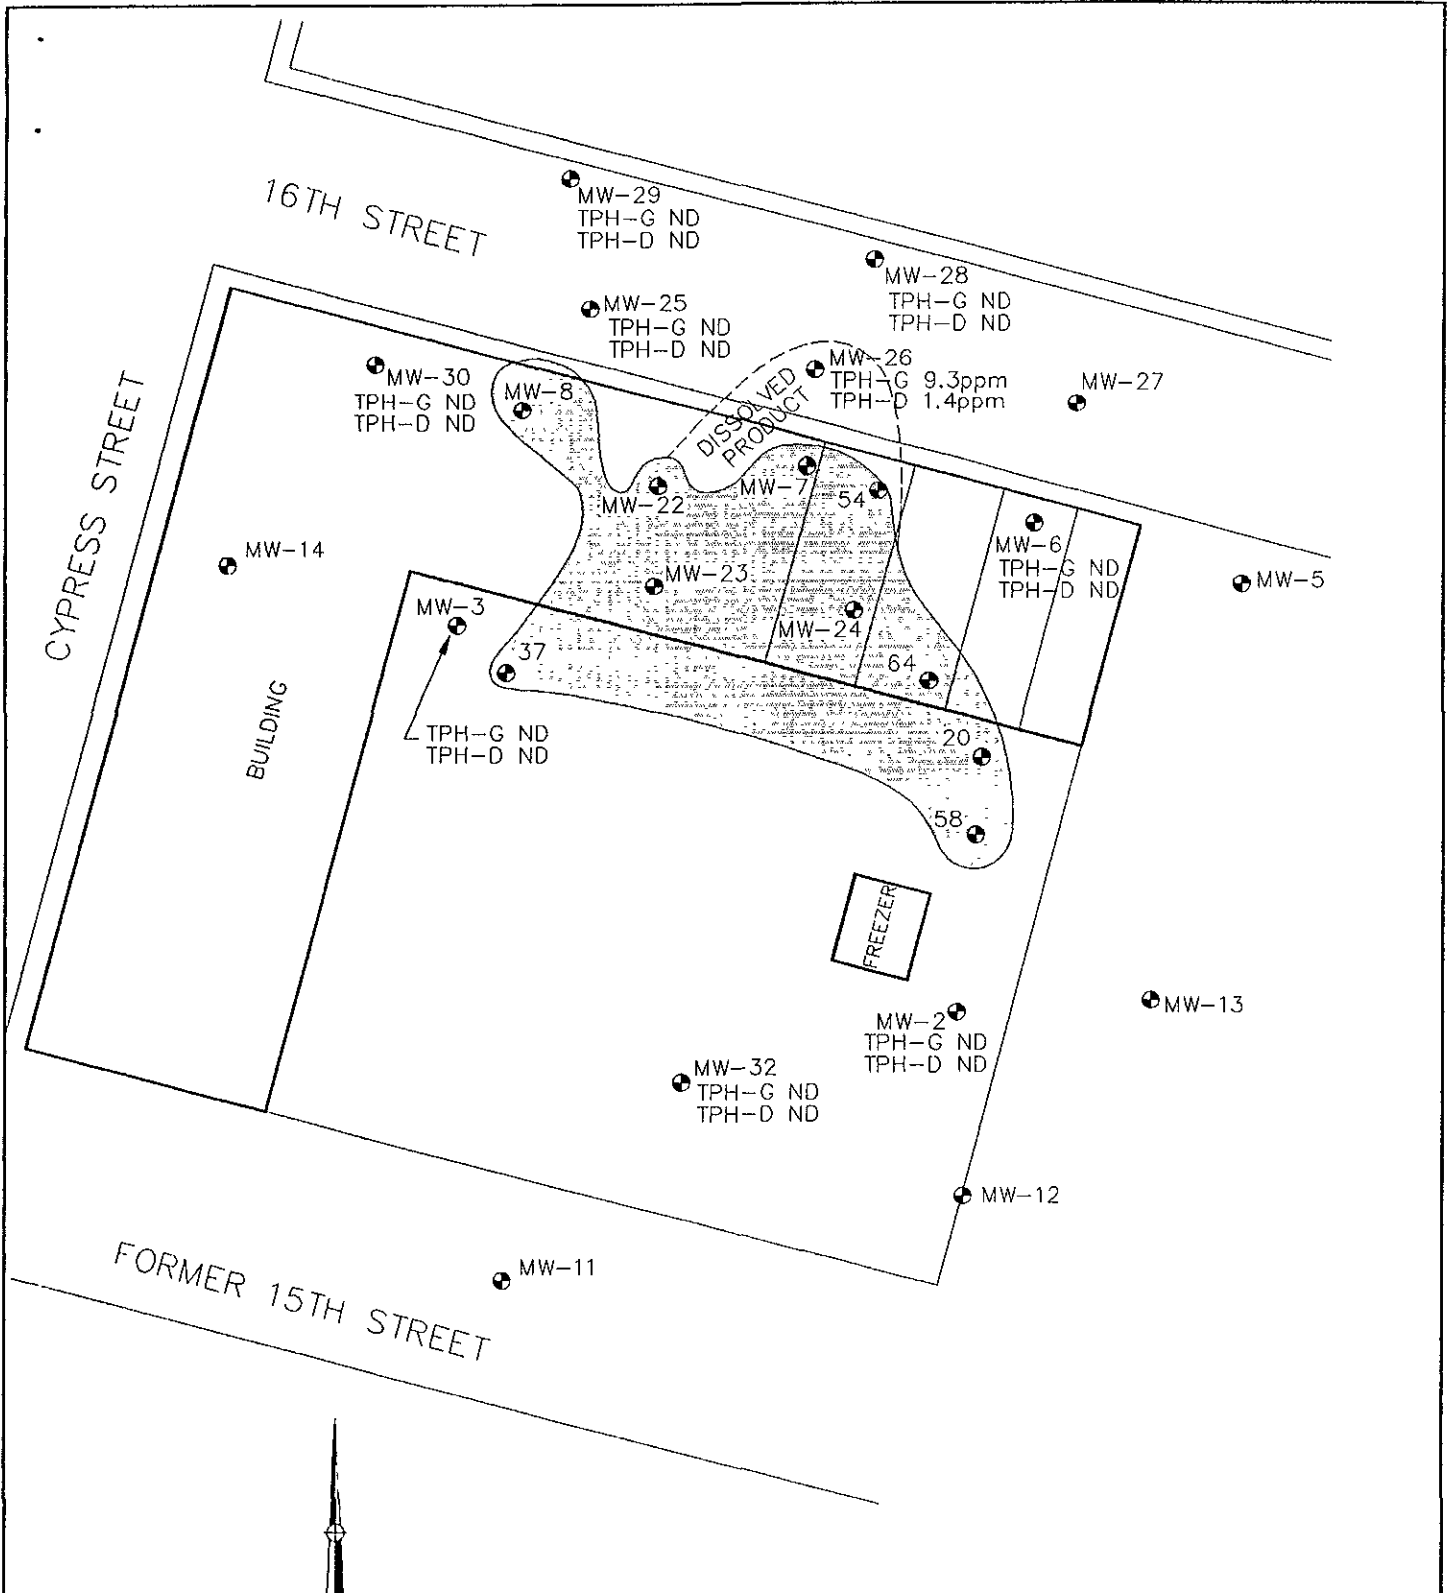 16TH STREET
MW-29
TPH-G ND
TPH-D ND
MW-28
TPH-G ND
TPH-D ND
MW-25
TPH-G ND
TPH-D ND
MW-26
TPH-G 9.3ppm
TPH-D 1.4ppm
MW-27
MW-30
TPH-G ND
TPH-D ND
MW-8
DISSOLVED
PRODUCT
CYPRESS STREET
MW-22
MW-7
54
MW-6
TPH-G ND
TPH-D ND
MW-5
MW-14
MW-23
MW-3
MW-24
37
64
TPH-G ND
TPH-D ND
BUILDING
20
58
FREEZER
MW-13
MW-2
TPH-G ND
TPH-D ND
MW-32
TPH-G ND
TPH-D ND
MW-12
MW-11
FORMER 15TH STREET